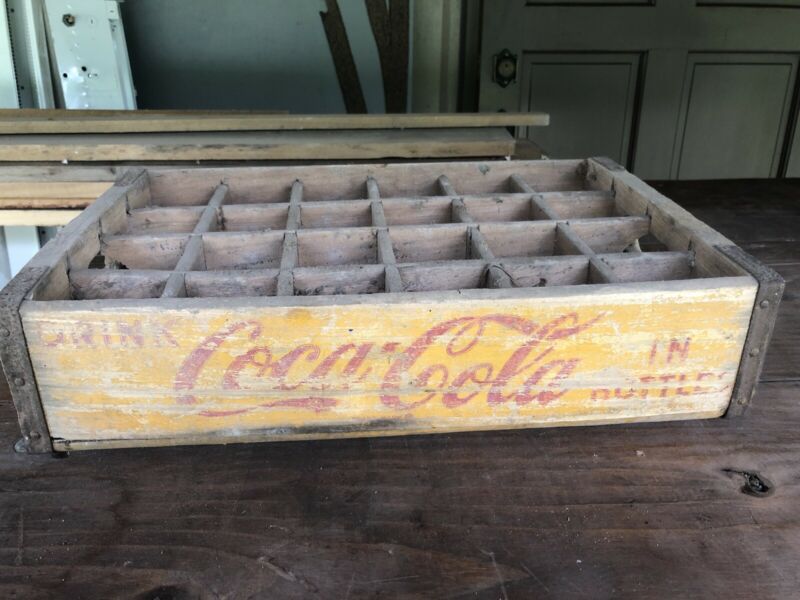 DRINK
Coca-Cola
IN
BOTTLES